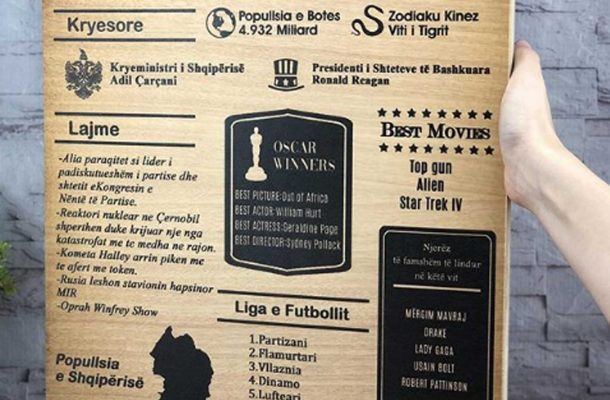 Kryesore
Popullsia e Botes
4.932 Miliard
Zodiaku Kinez
Viti i Tigrit
Kryeministri i Shqipërisë
Adil Çarçani
Presidenti i Shteteve të Bashkuara
Ronald Reagan
Lajme
-Alia paraqitet si lider i
padiskutueshëm i partise dhe
shtetit eKongresin e
Nëntë të Partise.
-Reaktori nuklear ne Çernobil
shperthen duke krijuar nje nga
katastrofat me te medha ne rajon.
-Kometa Halley arrin piken me
te afert me token.
-Rusia leshon stavionin hapsinor
MIR
-Oprah Winfrey Show
OSCAR
WINNERS
BEST PICTURE:Out of Africa
BEST ACTOR:William Hurt
BEST ACTRESS:Geraldine Page
BEST DIRECTOR:Sydney Pollack
BEST MOVIES
Top gun
Alien
Star Trek IV
Njerëz
të famshëm të lindur
në këtë vit
MËRGIM MAVRAJ
DRAKE
LADY GAGA
USAIN BOLT
ROBERT PATTINSON
Liga e Futbollit
1.Partizani
2.Flamurtari
3.Vllaznia
4.Dinamo
5.Lufteari
Popullsia
e Shqipërisë